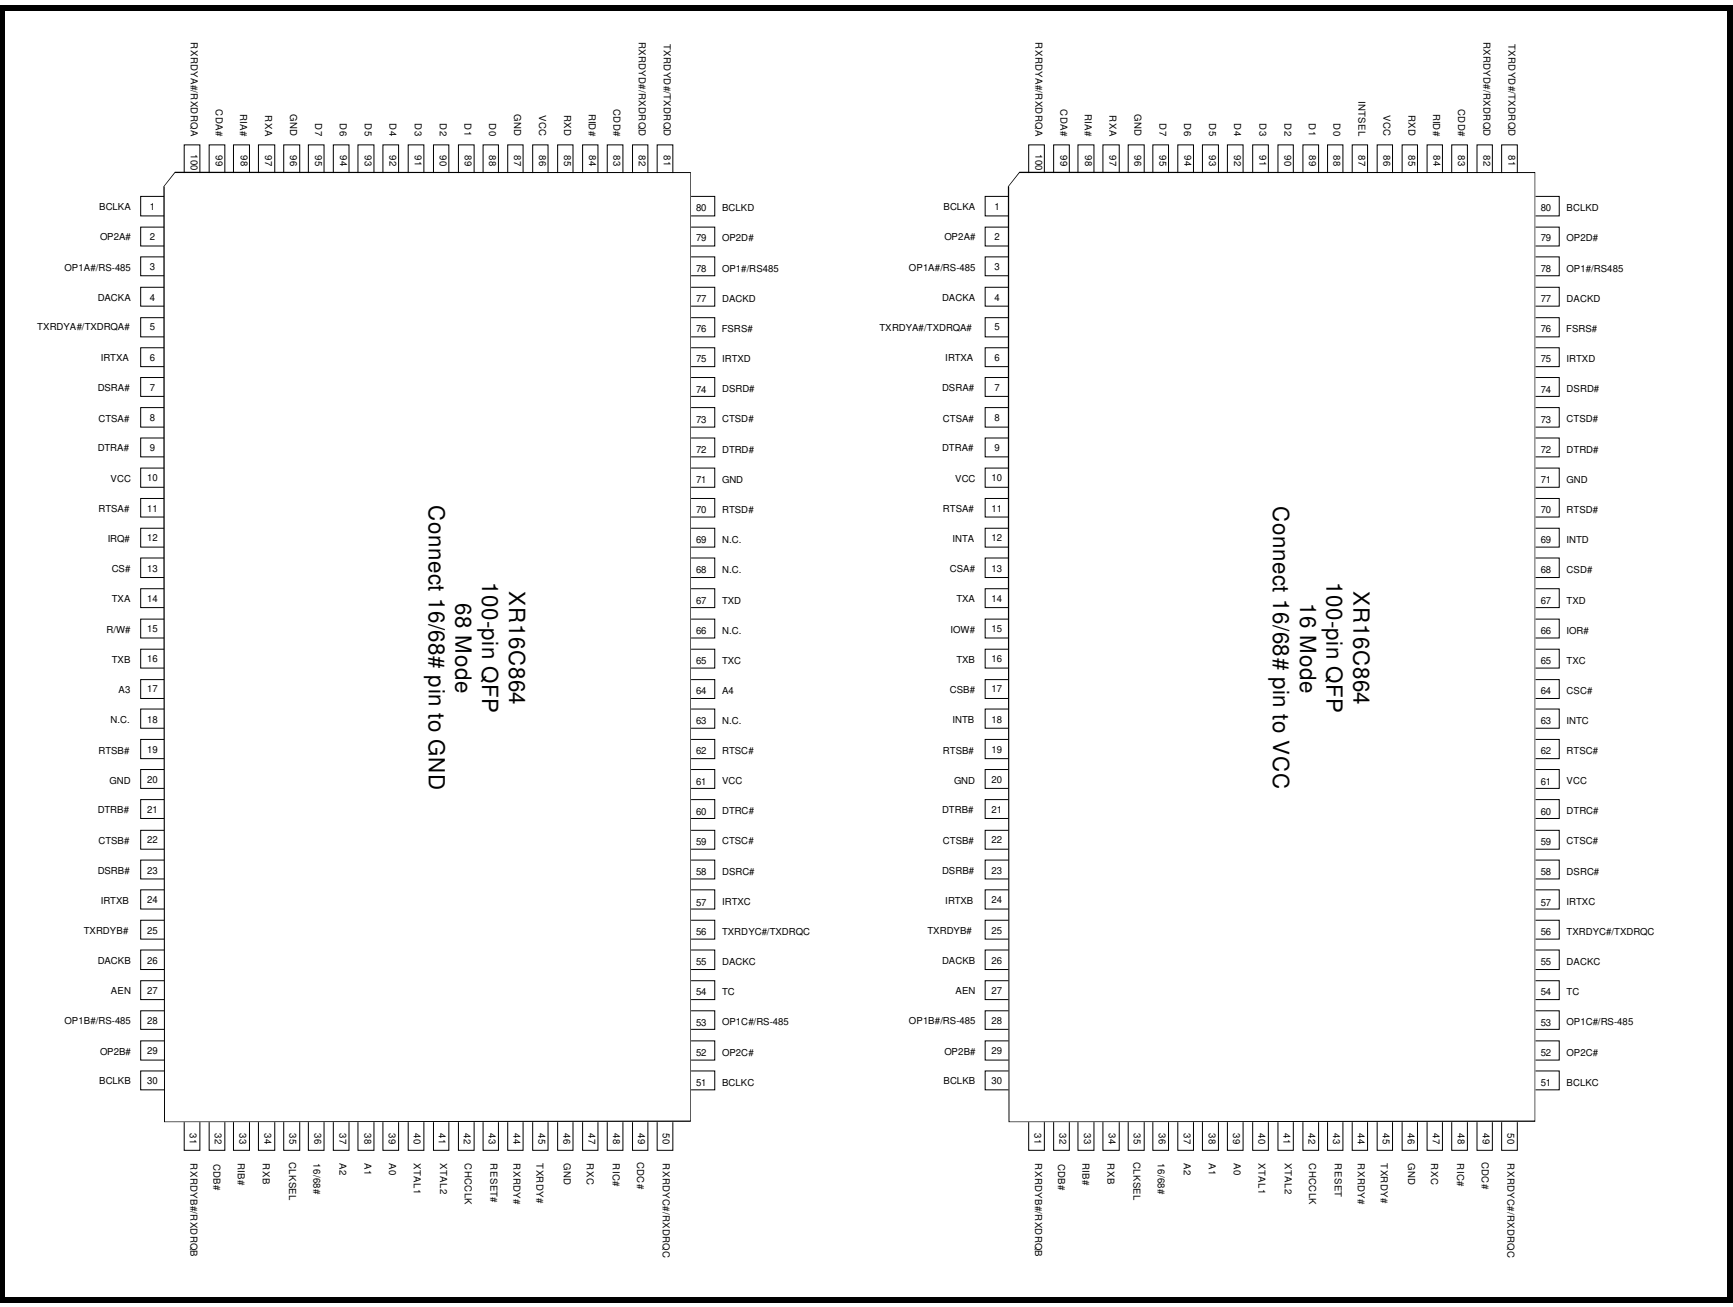 RXRDYA#/RXDRQA
CDA#
RIA#
RXA
GND
D7
D6
D5
D4
D3
D2
D1
D0
GND
VCC
RXD
RID#
CDD#
RXRDYD#/RXDRQD
TXRDYD#/TXDRQD
100 99 98 97 96 95 94 93 92 91 90 89 88 87 86 85 84 83 82 81
BCLKA 1
OP2A# 2
OP1A#/RS-485 3
DACKA 4
TXRDYA#/TXDRQA# 5
IRTXA 6
DSRA# 7
CTSA# 8
DTRA# 9
VCC 10
RTSA# 11
IRQ# 12
CS# 13
TXA 14
R/W# 15
TXB 16
A3 17
N.C. 18
RTSB# 19
GND 20
DTRB# 21
CTSB# 22
DSRB# 23
IRTXB 24
TXRDYB# 25
DACKB 26
AEN 27
OP1B#/RS-485 28
OP2B# 29
BCLKB 30
XR16C864
100-pin QFP
68 Mode
Connect 16/68# pin to GND
80 BCLKD
79 OP2D#
78 OP1#/RS485
77 DACKD
76 FSRS#
75 IRTXD
74 DSRD#
73 CTSD#
72 DTRD#
71 GND
70 RTSD#
69 N.C.
68 N.C.
67 TXD
66 N.C.
65 TXC
64 A4
63 N.C.
62 RTSC#
61 VCC
60 DTRC#
59 CTSC#
58 DSRC#
57 IRTXC
56 TXRDYC#/TXDRQC
55 DACKC
54 TC
53 OP1C#/RS-485
52 OP2C#
51 BCLKC
31 32 33 34 35 36 37 38 39 40 41 42 43 44 45 46 47 48 49 50
RXRDYB#/RXDRQB
CDB#
RIB#
RXB
CLKSEL
16/68#
A2
A1
A0
XTAL1
XTAL2
CHCCLK
RESET#
RXRDY#
TXRDY#
GND
RXC
RIC#
CDC#
RXRDYC#/RXDRQC
RXRDYA#/RXDRQA
CDA#
RIA#
RXA
GND
D7
D6
D5
D4
D3
D2
D1
D0
INTSEL
VCC
RXD
RID#
CDD#
RXRDYD#/RXDRQD
TXRDYD#/TXDRQD
100 99 98 97 96 95 94 93 92 91 90 89 88 87 86 85 84 83 82 81
BCLKA 1
OP2A# 2
OP1A#/RS-485 3
DACKA 4
TXRDYA#/TXDRQA# 5
IRTXA 6
DSRA# 7
CTSA# 8
DTRA# 9
VCC 10
RTSA# 11
INTA 12
CSA# 13
TXA 14
IOW# 15
TXB 16
CSB# 17
INTB 18
RTSB# 19
GND 20
DTRB# 21
CTSB# 22
DSRB# 23
IRTXB 24
TXRDYB# 25
DACKB 26
AEN 27
OP1B#/RS-485 28
OP2B# 29
BCLKB 30
XR16C864
100-pin QFP
16 Mode
Connect 16/68# pin to VCC
80 BCLKD
79 OP2D#
78 OP1#/RS485
77 DACKD
76 FSRS#
75 IRTXD
74 DSRD#
73 CTSD#
72 DTRD#
71 GND
70 RTSD#
69 INTD
68 CSD#
67 TXD
66 IOR#
65 TXC
64 CSC#
63 INTC
62 RTSC#
61 VCC
60 DTRC#
59 CTSC#
58 DSRC#
57 IRTXC
56 TXRDYC#/TXDRQC
55 DACKC
54 TC
53 OP1C#/RS-485
52 OP2C#
51 BCLKC
31 32 33 34 35 36 37 38 39 40 41 42 43 44 45 46 47 48 49 50
RXRDYB#/RXDRQB
CDB#
RIB#
RXB
CLKSEL
16/68#
A2
A1
A0
XTAL1
XTAL2
CHCCLK
RESET
RXRDY#
TXRDY#
GND
RXC
RIC#
CDC#
RXRDYC#/RXDRQC